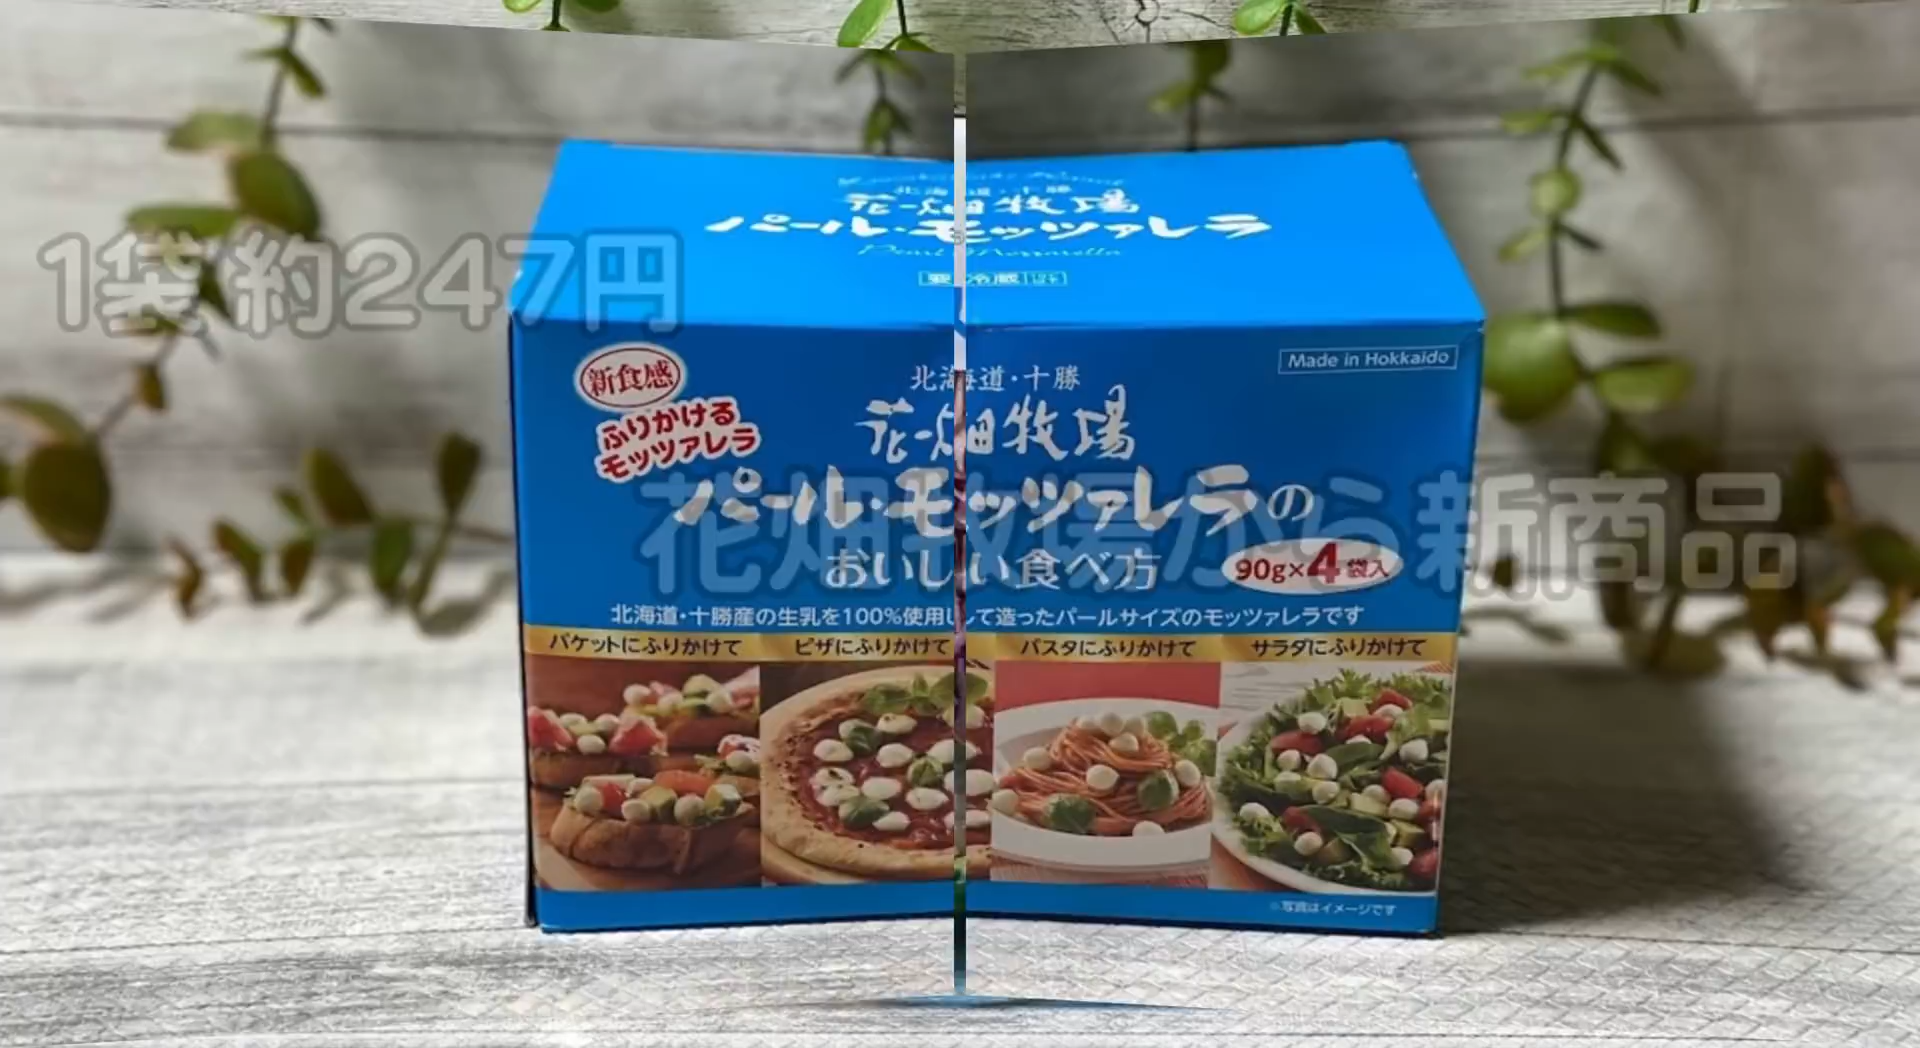 北海道・十勝
花畑牧場
パール・モッツァレラ
Pearl Mozzarella
要冷蔵
1袋 約247円
新食感
ふりかける
モッツァレラ
Made in Hokkaido
北海道・十勝
花畑牧場
パール・モッツァレラの
おいしい食べ方
90g×4袋入
花畑牧場から新商品
北海道・十勝産の生乳を100%使用して造ったパールサイズのモッツァレラです
バケットにふりかけて
ピザにふりかけて
パスタにふりかけて
サラダにふりかけて
※写真はイメージです